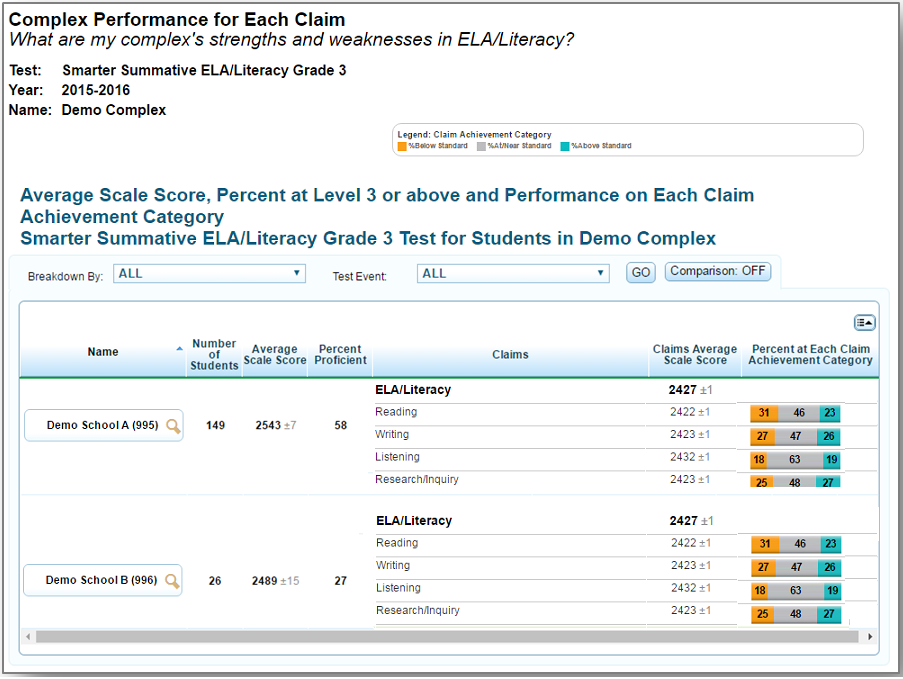 Complex Performance for Each Claim
What are my complex's strengths and weaknesses in ELA/Literacy?
Test: Smarter Summative ELA/Literacy Grade 3
Year: 2015-2016
Name: Demo Complex
Legend: Claim Achievement Category
%Below Standard %At/Near Standard %Above Standard
Average Scale Score, Percent at Level 3 or above and Performance on Each Claim
Achievement Category
Smarter Summative ELA/Literacy Grade 3 Test for Students in Demo Complex
Breakdown By: ALL Test Event: ALL GO Comparison: OFF
Name
Number
of
Students
Average
Scale Score
Percent
Proficient
Claims
Claims Average
Scale Score
Percent at Each Claim
Achievement Category
Demo School A (995) 149 2543 ±7 58
ELA/Literacy 2427 ±1
Reading 2422 ±1 31 46 23
Writing 2423 ±1 27 47 26
Listening 2432 ±1 18 63 19
Research/Inquiry 2423 ±1 25 48 27
Demo School B (996) 26 2489 ±15 27
ELA/Literacy 2427 ±1
Reading 2422 ±1 31 46 23
Writing 2423 ±1 27 47 26
Listening 2432 ±1 18 63 19
Research/Inquiry 2423 ±1 25 48 27